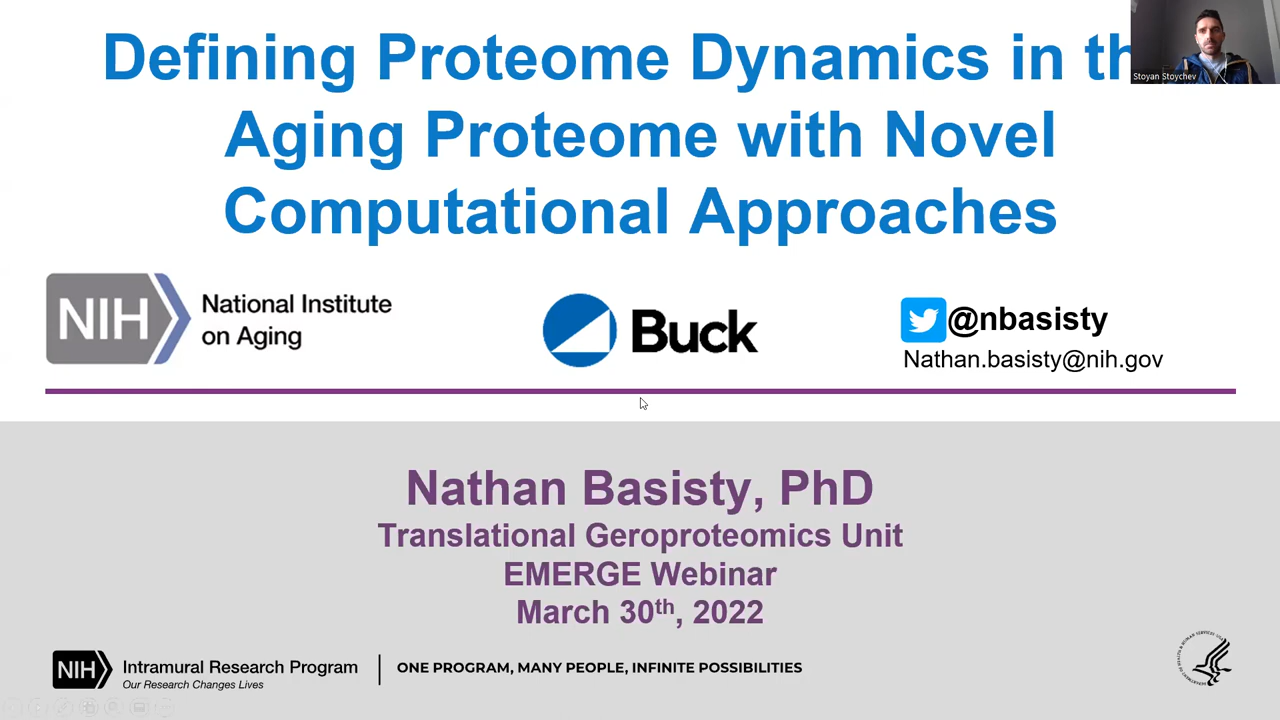 Defining Proteome Dynamics in th
Stoyan Stoychev
Aging Proteome with Novel
Computational Approaches
NIH
National Institute
on Aging
Buck
@nbasisty
Nathan.basisty@nih.gov
Nathan Basisty, PhD
Translational Geroproteomics Unit
EMERGE Webinar
March 30th, 2022
NIH
Intramural Research Program
Our Research Changes Lives
ONE PROGRAM, MANY PEOPLE, INFINITE POSSIBILITIES